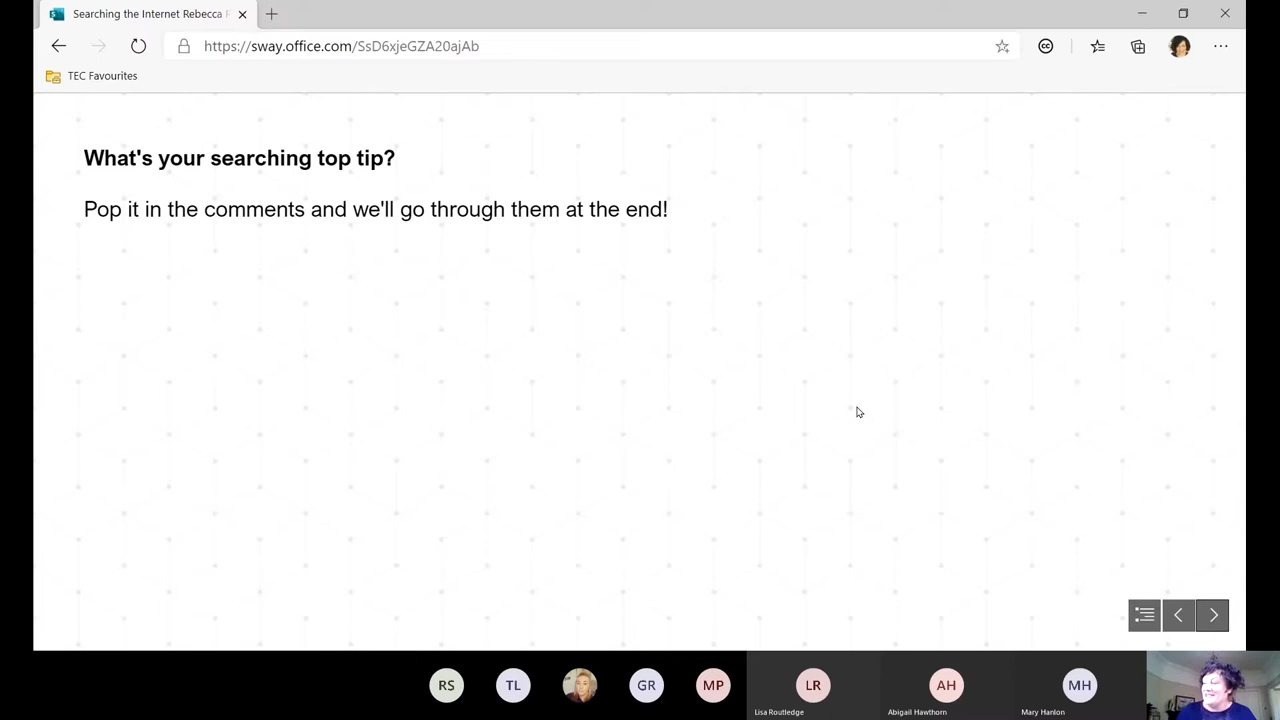 Searching the Internet Rebecca
https://sway.office.com/SsD6xjeGZA20ajAb
TEC Favourites
What's your searching top tip?
Pop it in the comments and we'll go through them at the end!
RS
TL
GR
MP
LR
AH
MH
Lisa Routledge
Abigail Hawthorn
Mary Hanlon